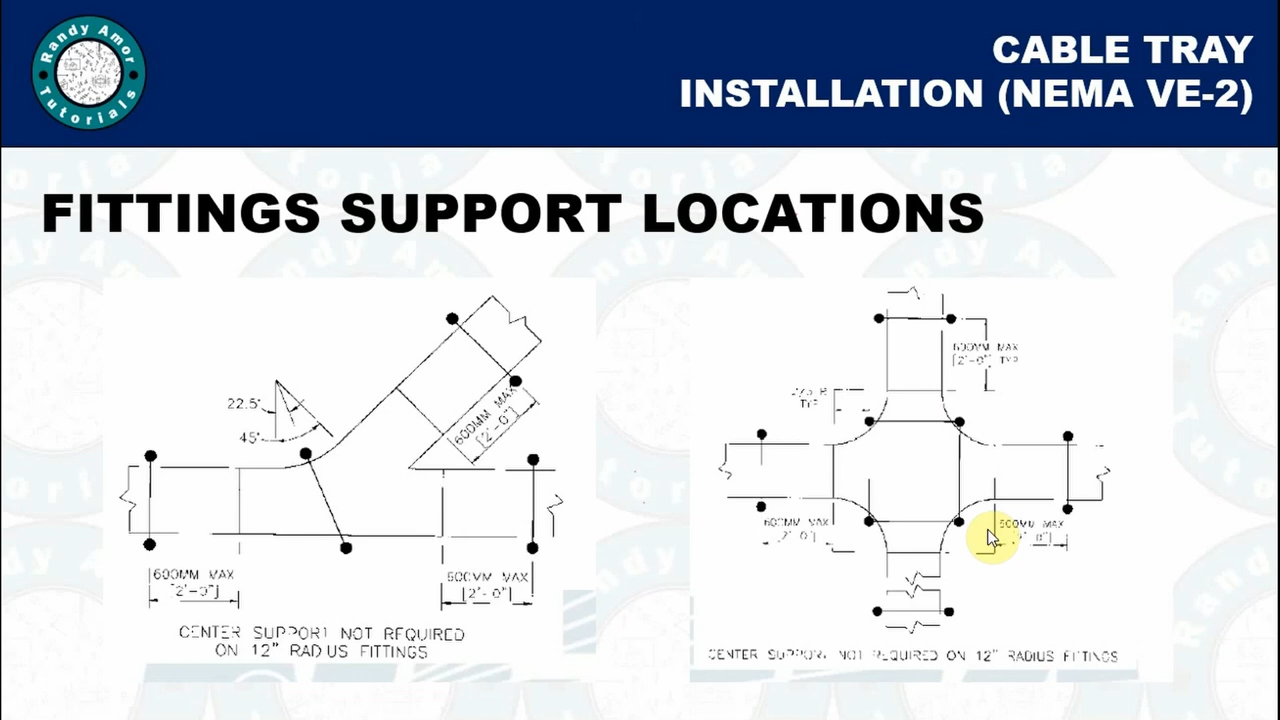 Randy Amor
Tutorials
CABLE TRAY
INSTALLATION (NEMA VE-2)
FITTINGS SUPPORT LOCATIONS
22.5°
45°
600MM MAX
[2'-0"]
600MM MAX
[2'-0"]
600MM MAX
[2'-0"]
CENTER SUPPORT NOT REQUIRED
ON 12" RADIUS FITTINGS
600MM MAX
[2'-0"] TYP
TYP
600MM MAX
[2'-0"]
600MM MAX
CENTER SUPPORT NOT REQUIRED ON 12" RADIUS FITTINGS